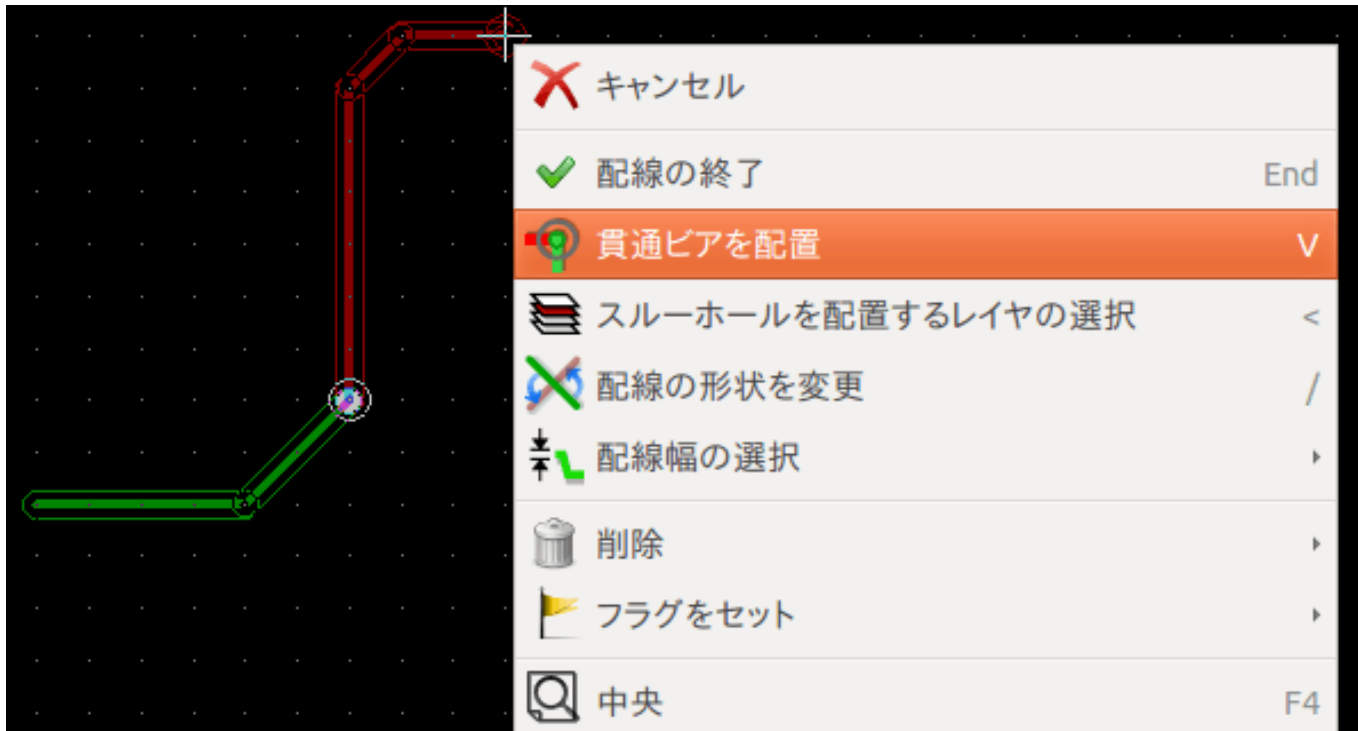 キャンセル
配線の終了 End
貫通ビアを配置 V
スルーホールを配置するレイヤの選択 <
配線の形状を変更 /
配線幅の選択
削除
フラグをセット
中央 F4